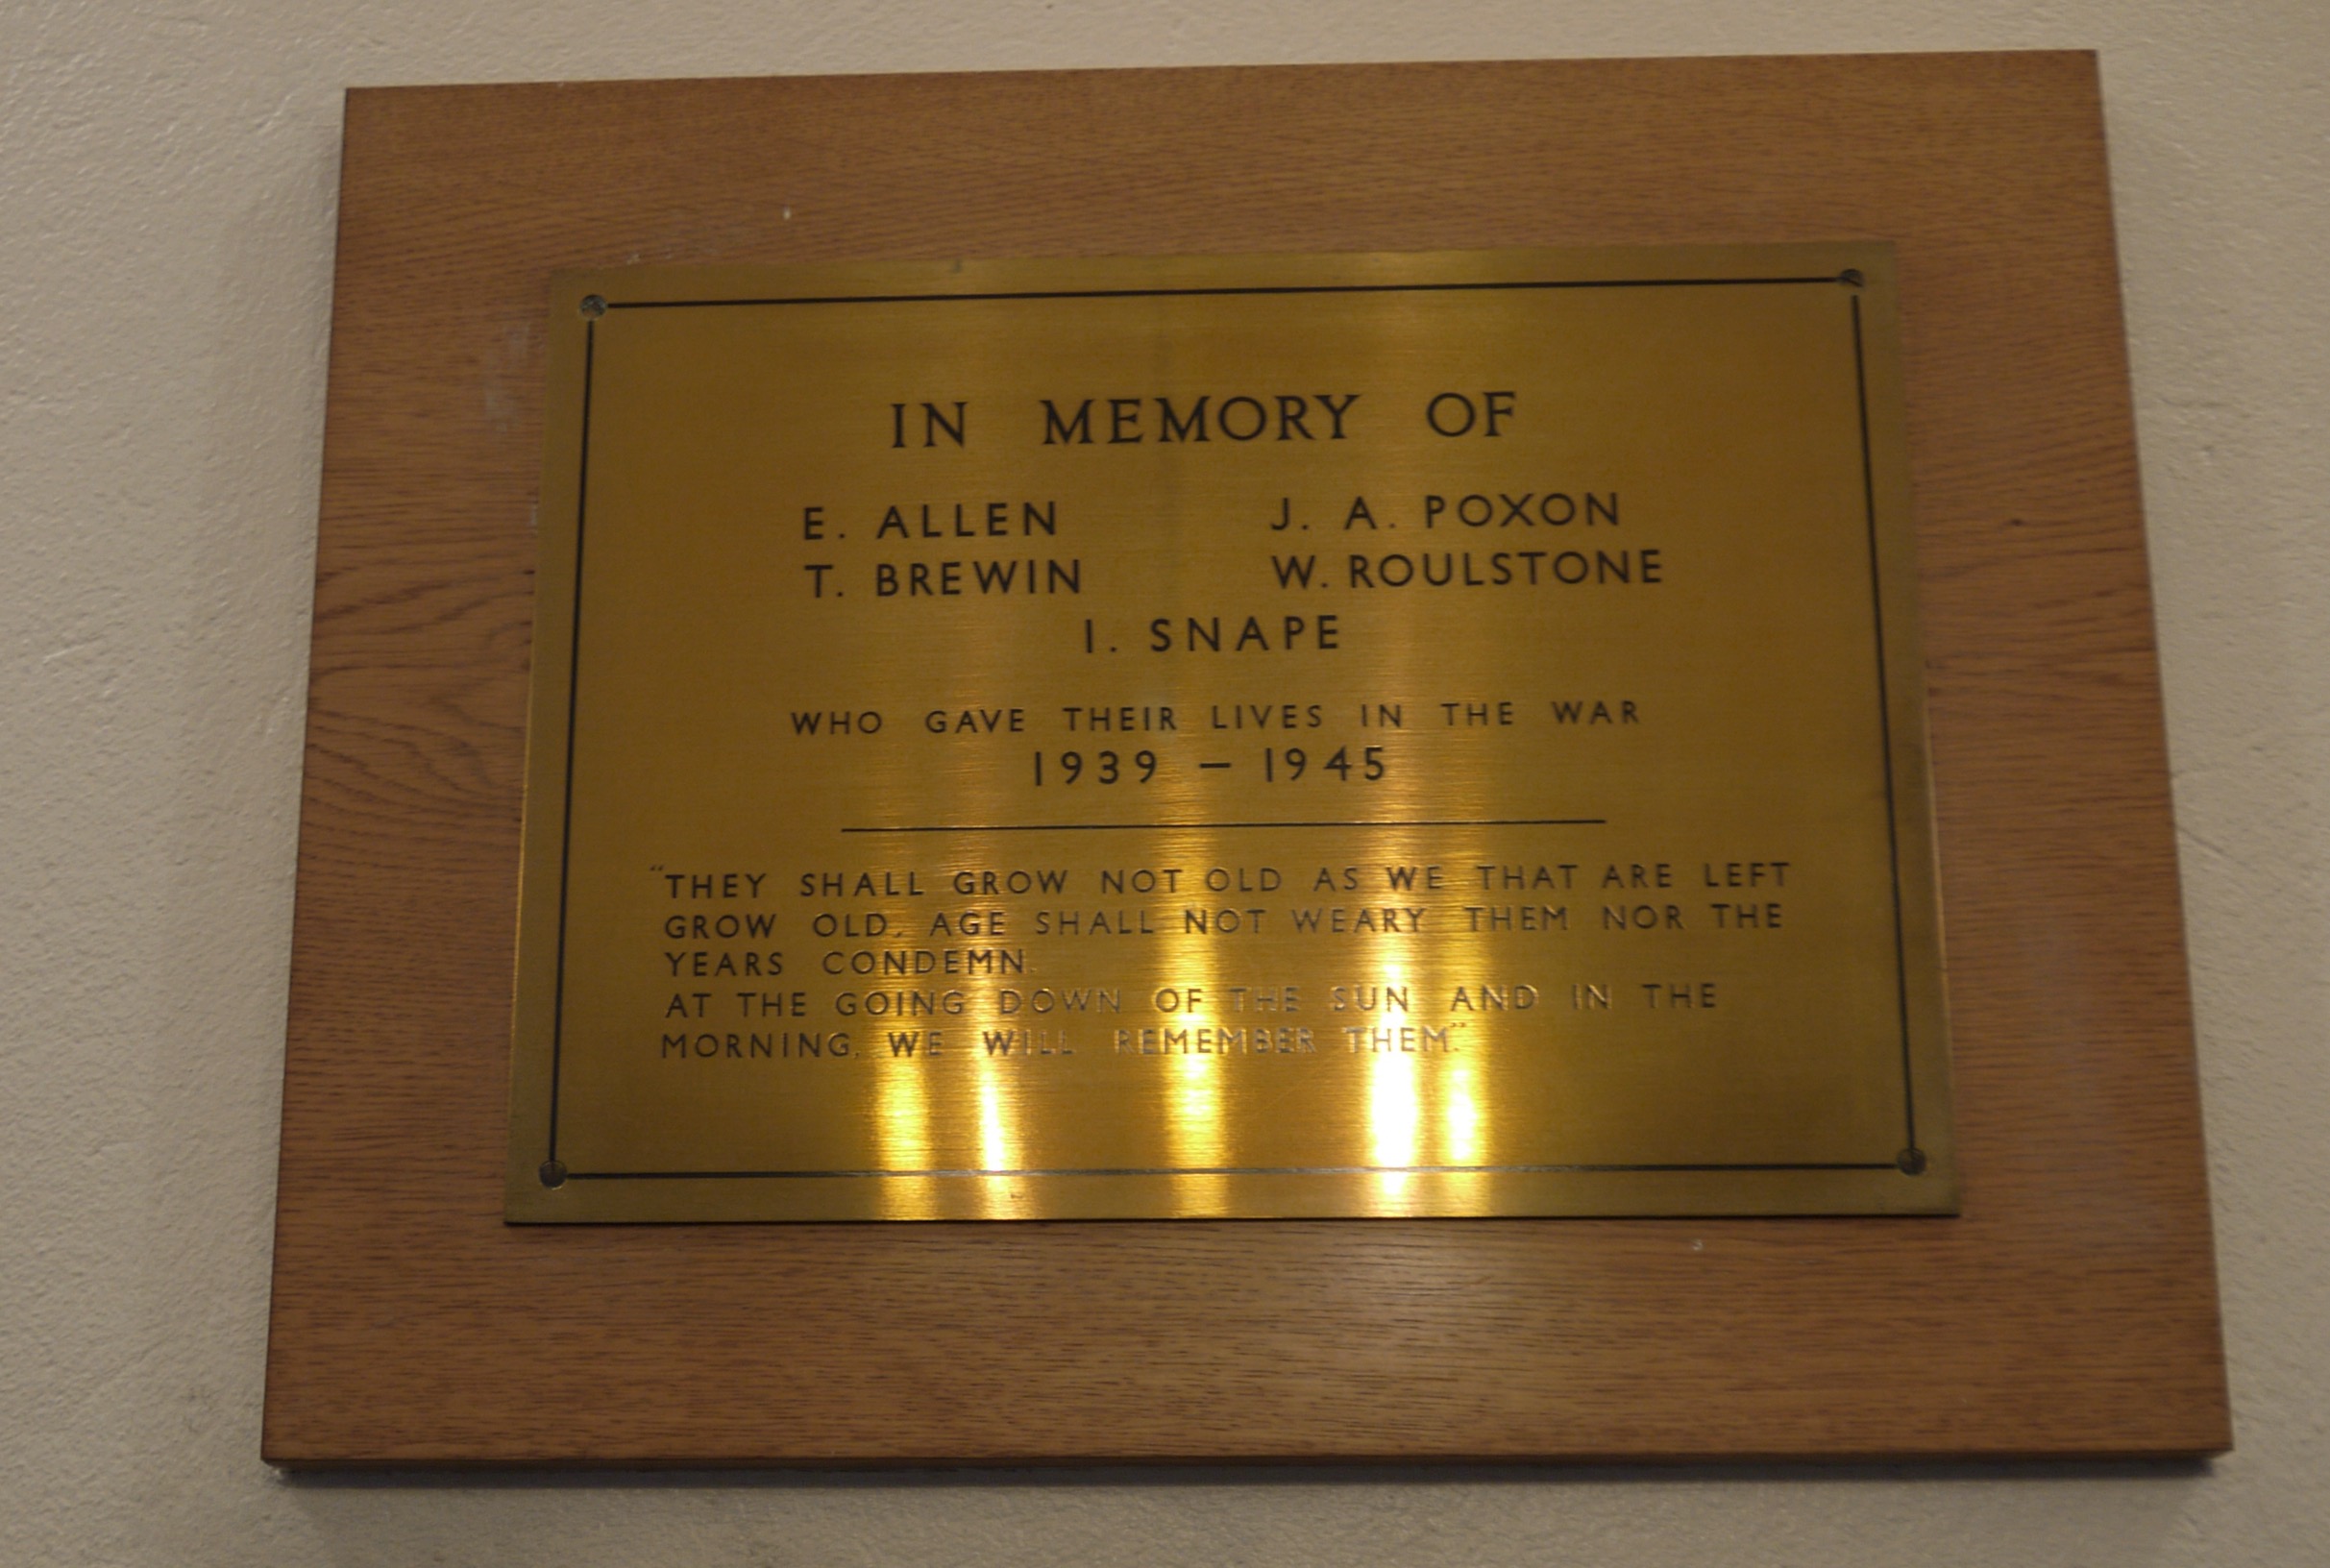 IN MEMORY OF
E. ALLEN J. A. POXON
T. BREWIN W. ROULSTONE
I. SNAPE
WHO GAVE THEIR LIVES IN THE WAR
1939 – 1945
"THEY SHALL GROW NOT OLD AS WE THAT ARE LEFT
GROW OLD, AGE SHALL NOT WEARY THEM NOR THE
YEARS CONDEMN.
AT THE GOING DOWN OF THE SUN AND IN THE
MORNING, WE WILL REMEMBER THEM."